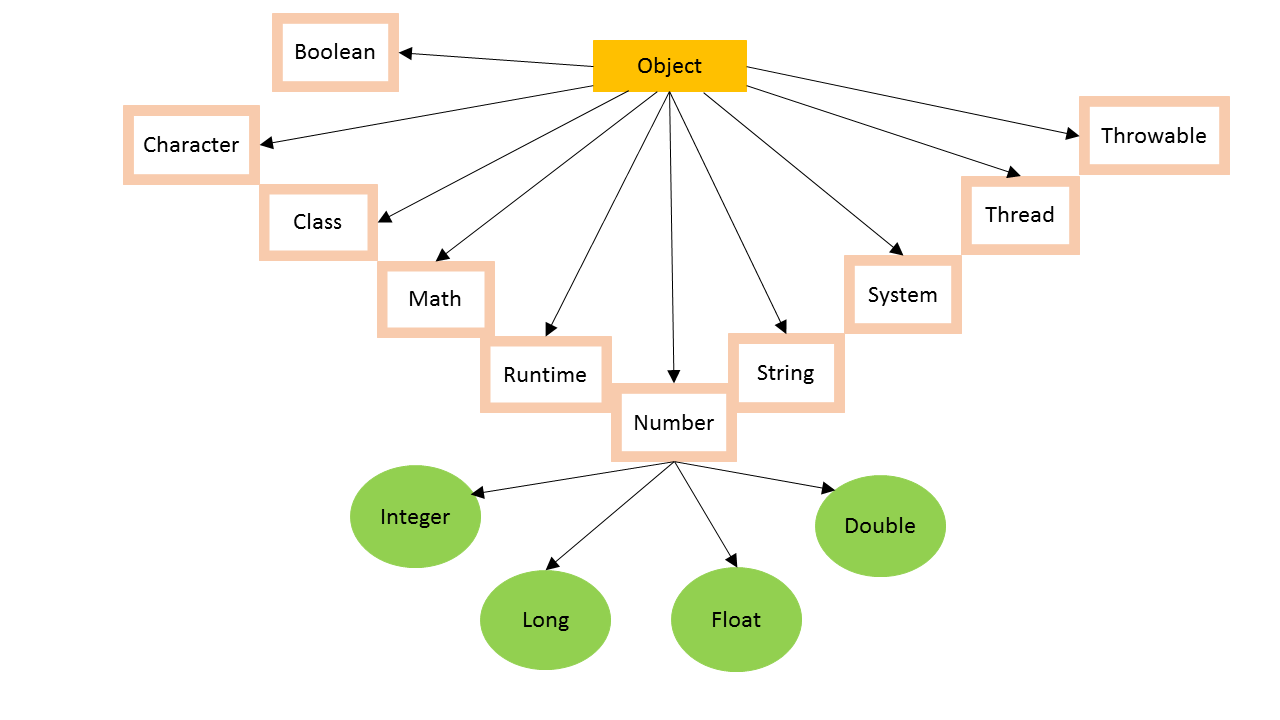 Boolean
Object
Character
Throwable
Class
Thread
Math
System
Runtime
String
Number
Integer
Double
Long
Float